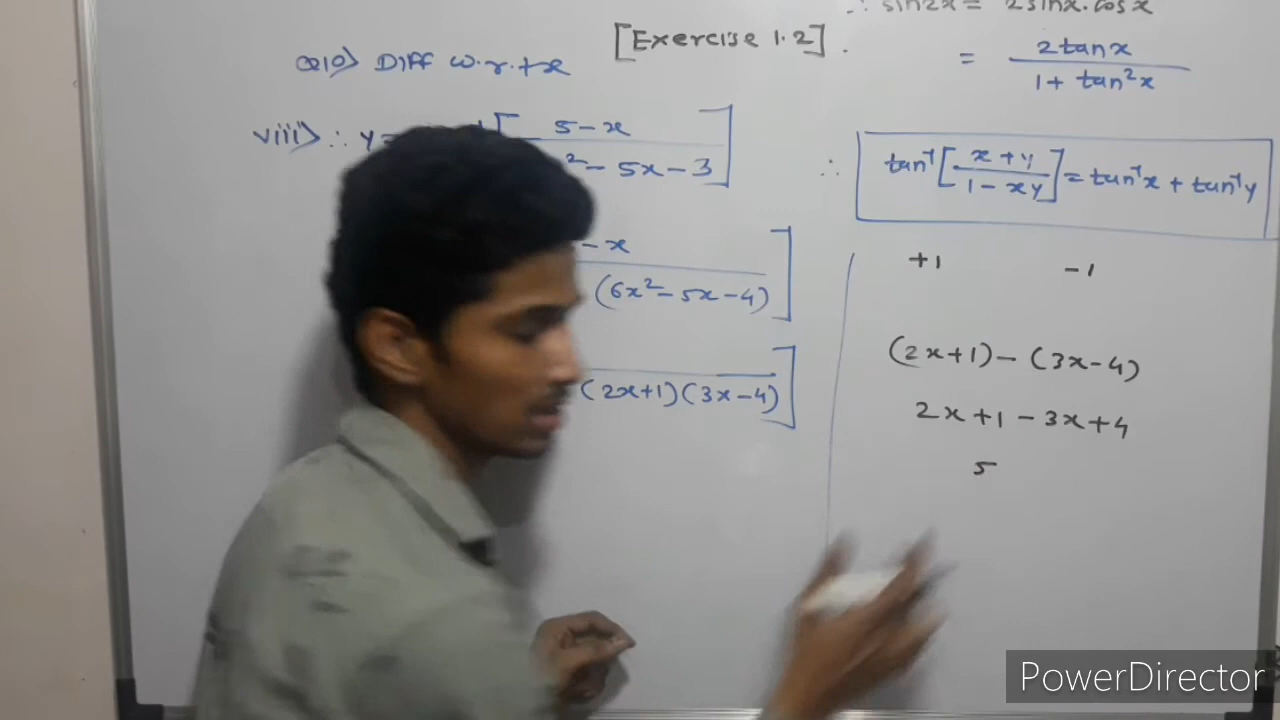 ∴ sin2x = 2sinx.cosx
[Exercise 1.2].
= 2tanx / 1 + tan²x
Q10) Diff w.r.t x
viii) ∴ y = [ 5-x / ² - 5x - 3 ]
∴ tan⁻¹ [ x + y / 1 - xy ] = tan⁻¹x + tan⁻¹y
- x / (6x² - 5x - 4) ]
(2x+1)(3x-4) ]
+1 -1
(2x+1) - (3x-4)
2x + 1 - 3x + 4
5
PowerDirector